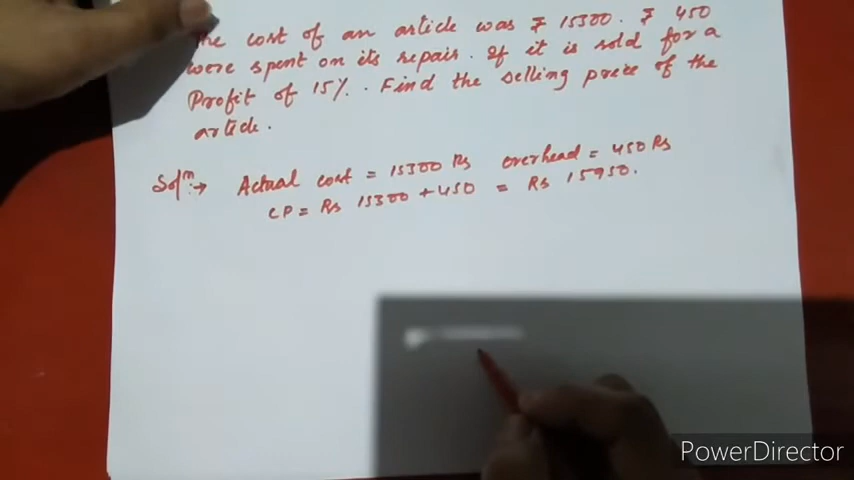 The cost of an article was ₹ 15300. ₹ 450
were spent on its repair. If it is sold for a
Profit of 15%. Find the selling price of the
article.
Solⁿ:→ Actual cost = 15300 Rs overhead = 450 Rs
CP = Rs 15300 + 450 = Rs 15750.
PowerDirector